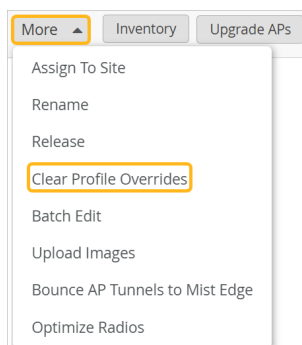 More Inventory Upgrade APs
Assign To Site
Rename
Release
Clear Profile Overrides
Batch Edit
Upload Images
Bounce AP Tunnels to Mist Edge
Optimize Radios